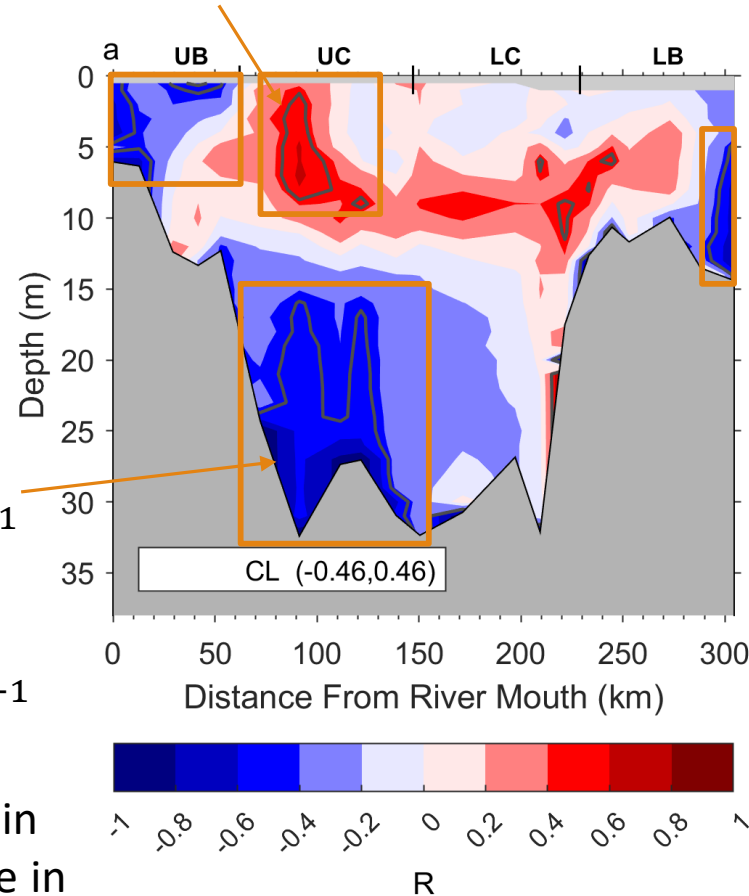 a
UB UC LC LB
0
5
10
15
20
25
30
35
Depth (m)
1
CL (-0.46,0.46)
0 50 100 150 200 250 300
Distance From River Mouth (km)
-1
-1 -0.8 -0.6 -0.4 -0.2 0 0.2 0.4 0.6 0.8 1
in
e in
R